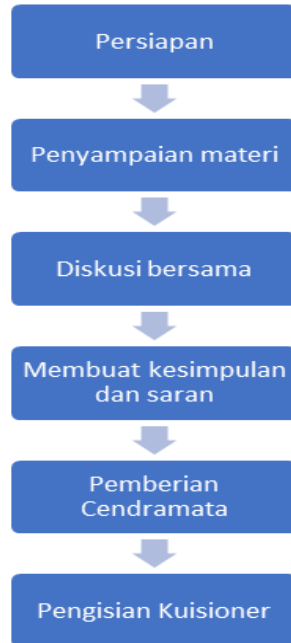 Persiapan
Penyampaian materi
Diskusi bersama
Membuat kesimpulan
dan saran
Pemberian
Cendramata
Pengisian Kuisioner